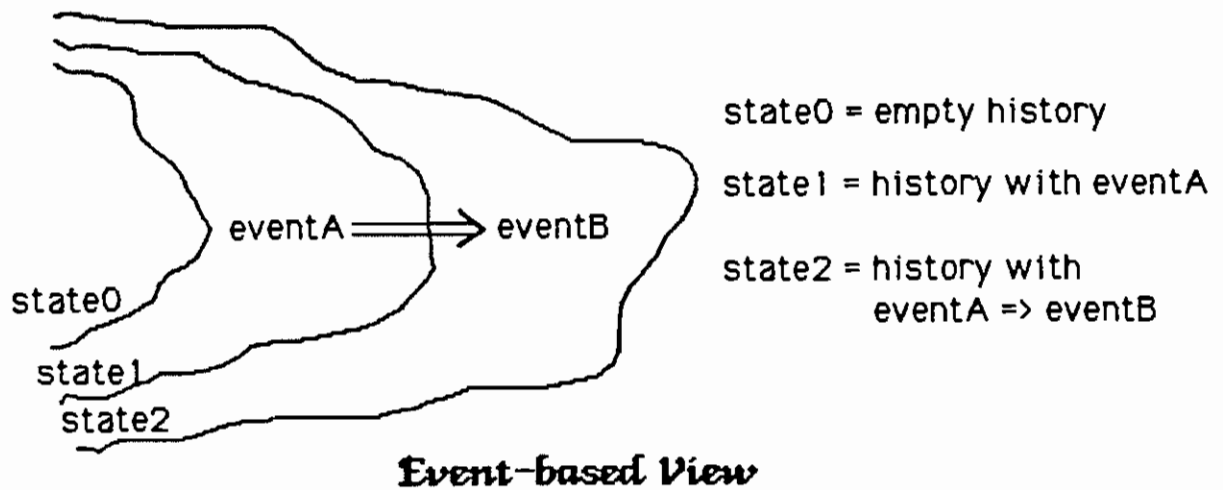 state0 = empty history
state1 = history with eventA
eventA eventB
state2 = history with
eventA => eventB
state0
state1
state2
Event-based View